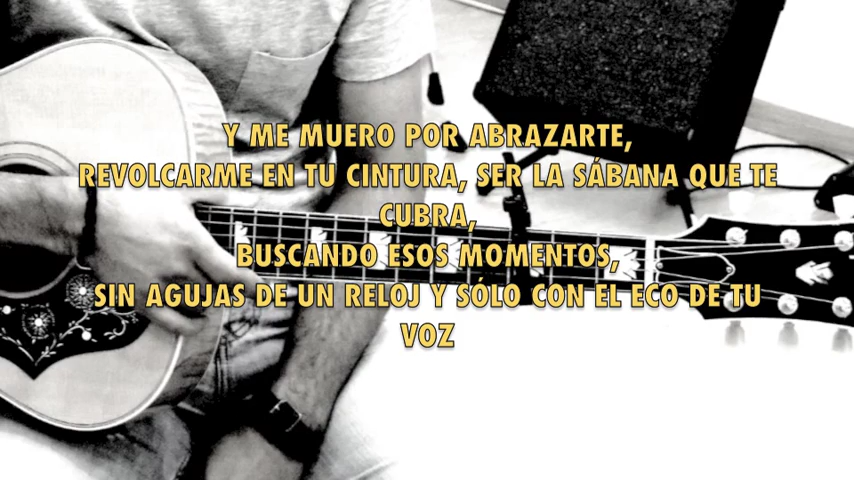 Y ME MUERO POR ABRAZARTE,
REVOLCARME EN TU CINTURA, SER LA SÁBANA QUE TE
CUBRA,
BUSCANDO ESOS MOMENTOS,
SIN AGUJAS DE UN RELOJ Y SÓLO CON EL ECO DE TU
VOZ